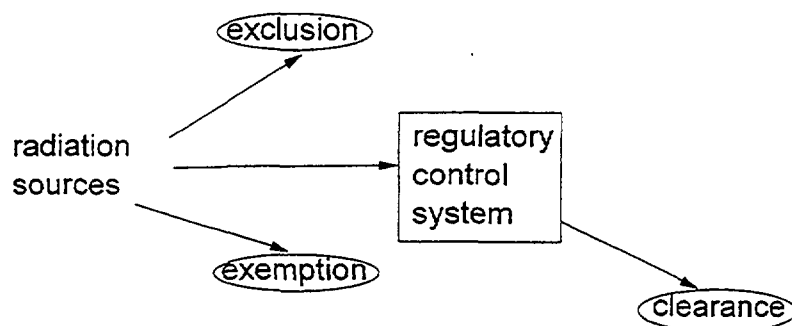 exclusion
radiation
sources
regulatory
control
system
exemption
clearance